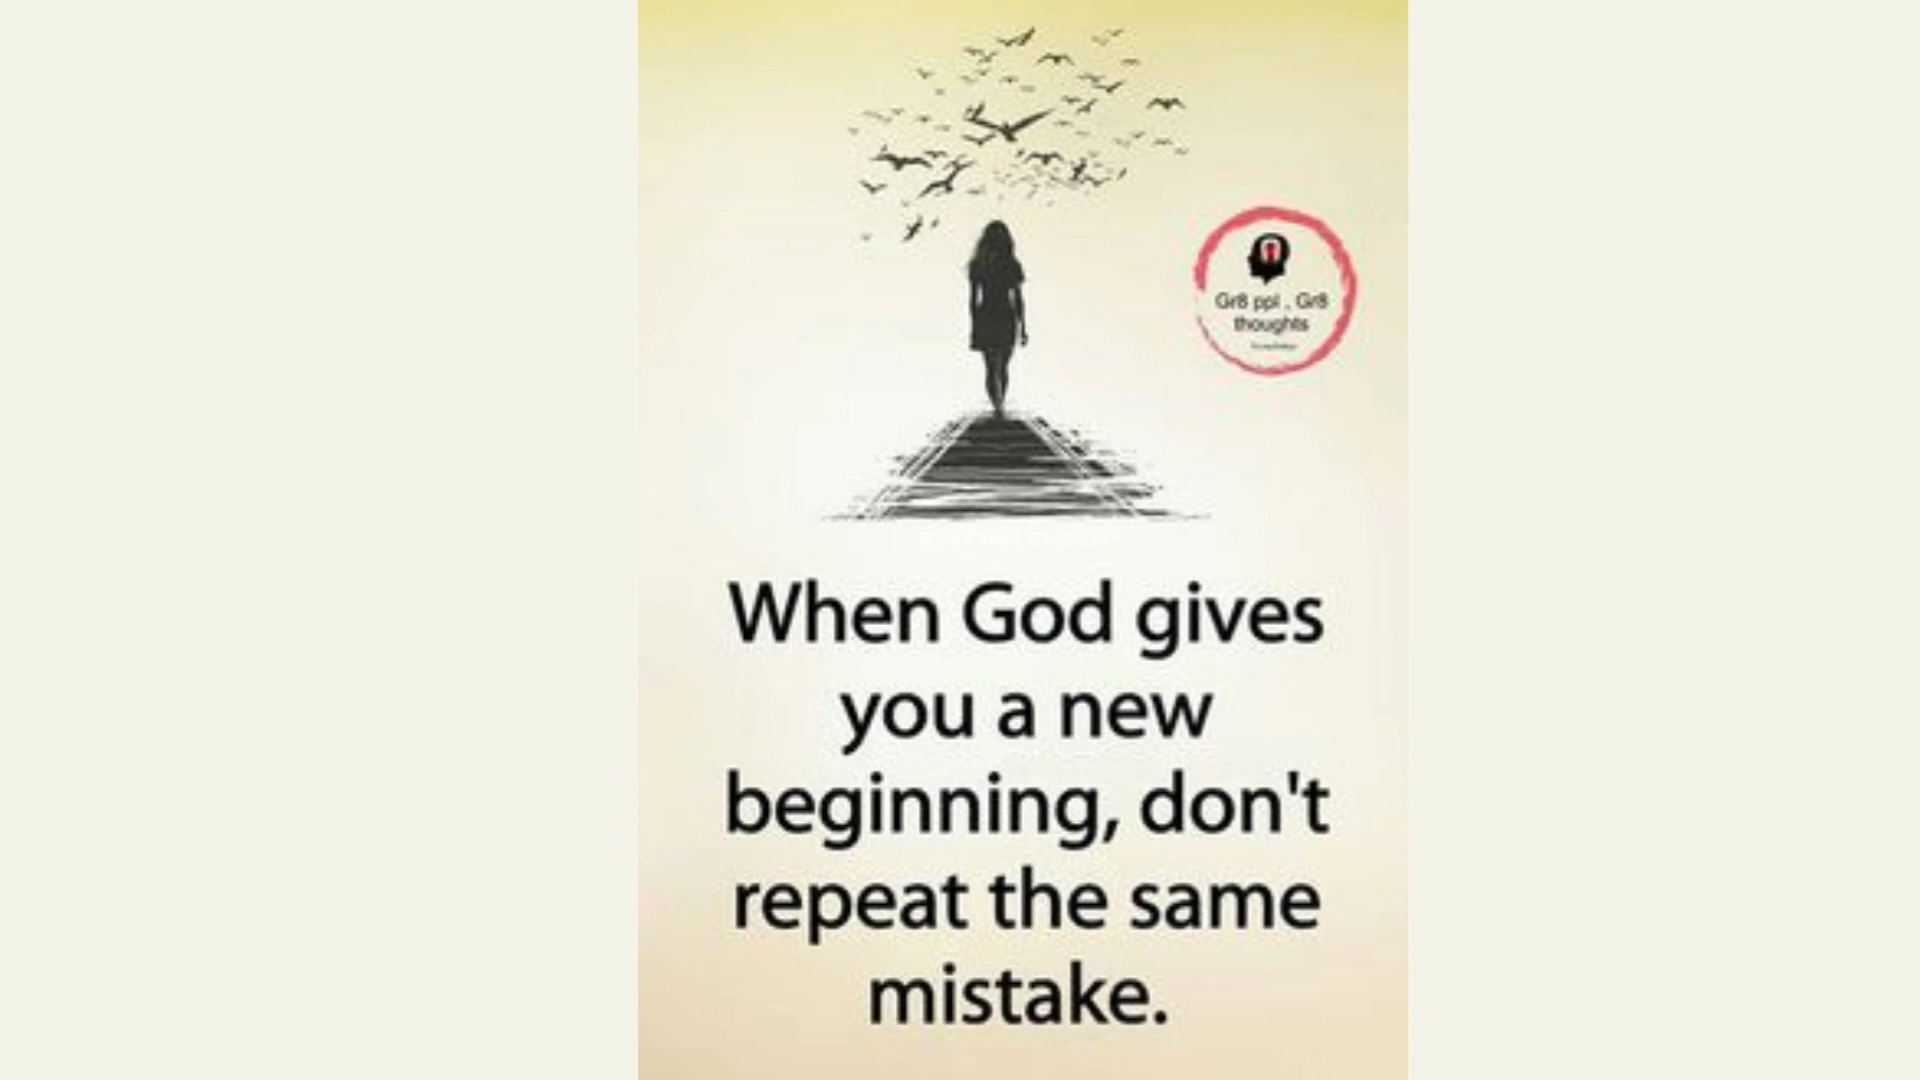 Gr8 ppl , Gr8
thoughts
When God gives
you a new
beginning, don't
repeat the same
mistake.